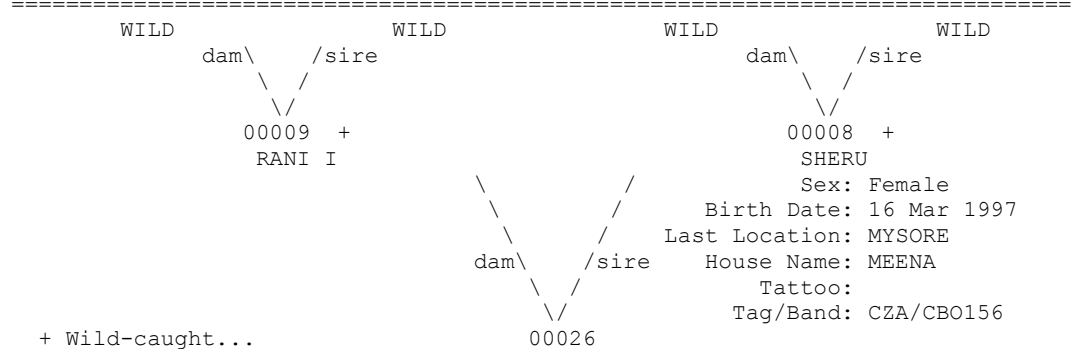 ==============================================================================
WILD WILD WILD WILD
dam\ /sire dam\ /sire
\ / \ /
\/ \/
00009 + 00008 +
RANI I SHERU
\ / Sex: Female
\ / Birth Date: 16 Mar 1997
\ / Last Location: MYSORE
dam\ /sire House Name: MEENA
\ / Tattoo:
\/ Tag/Band: CZA/CBO156
+ Wild-caught... 00026